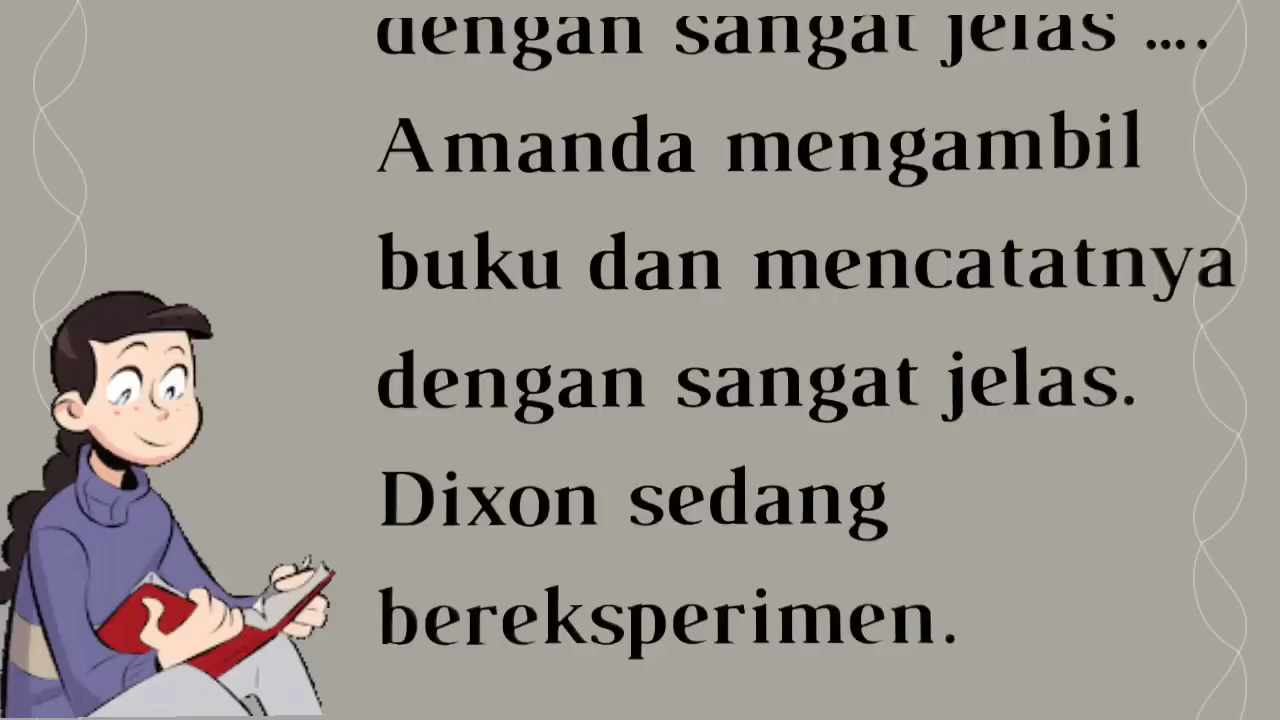 dengan sangat jelas ....
Amanda mengambil
buku dan mencatatnya
dengan sangat jelas.
Dixon sedang
bereksperimen.